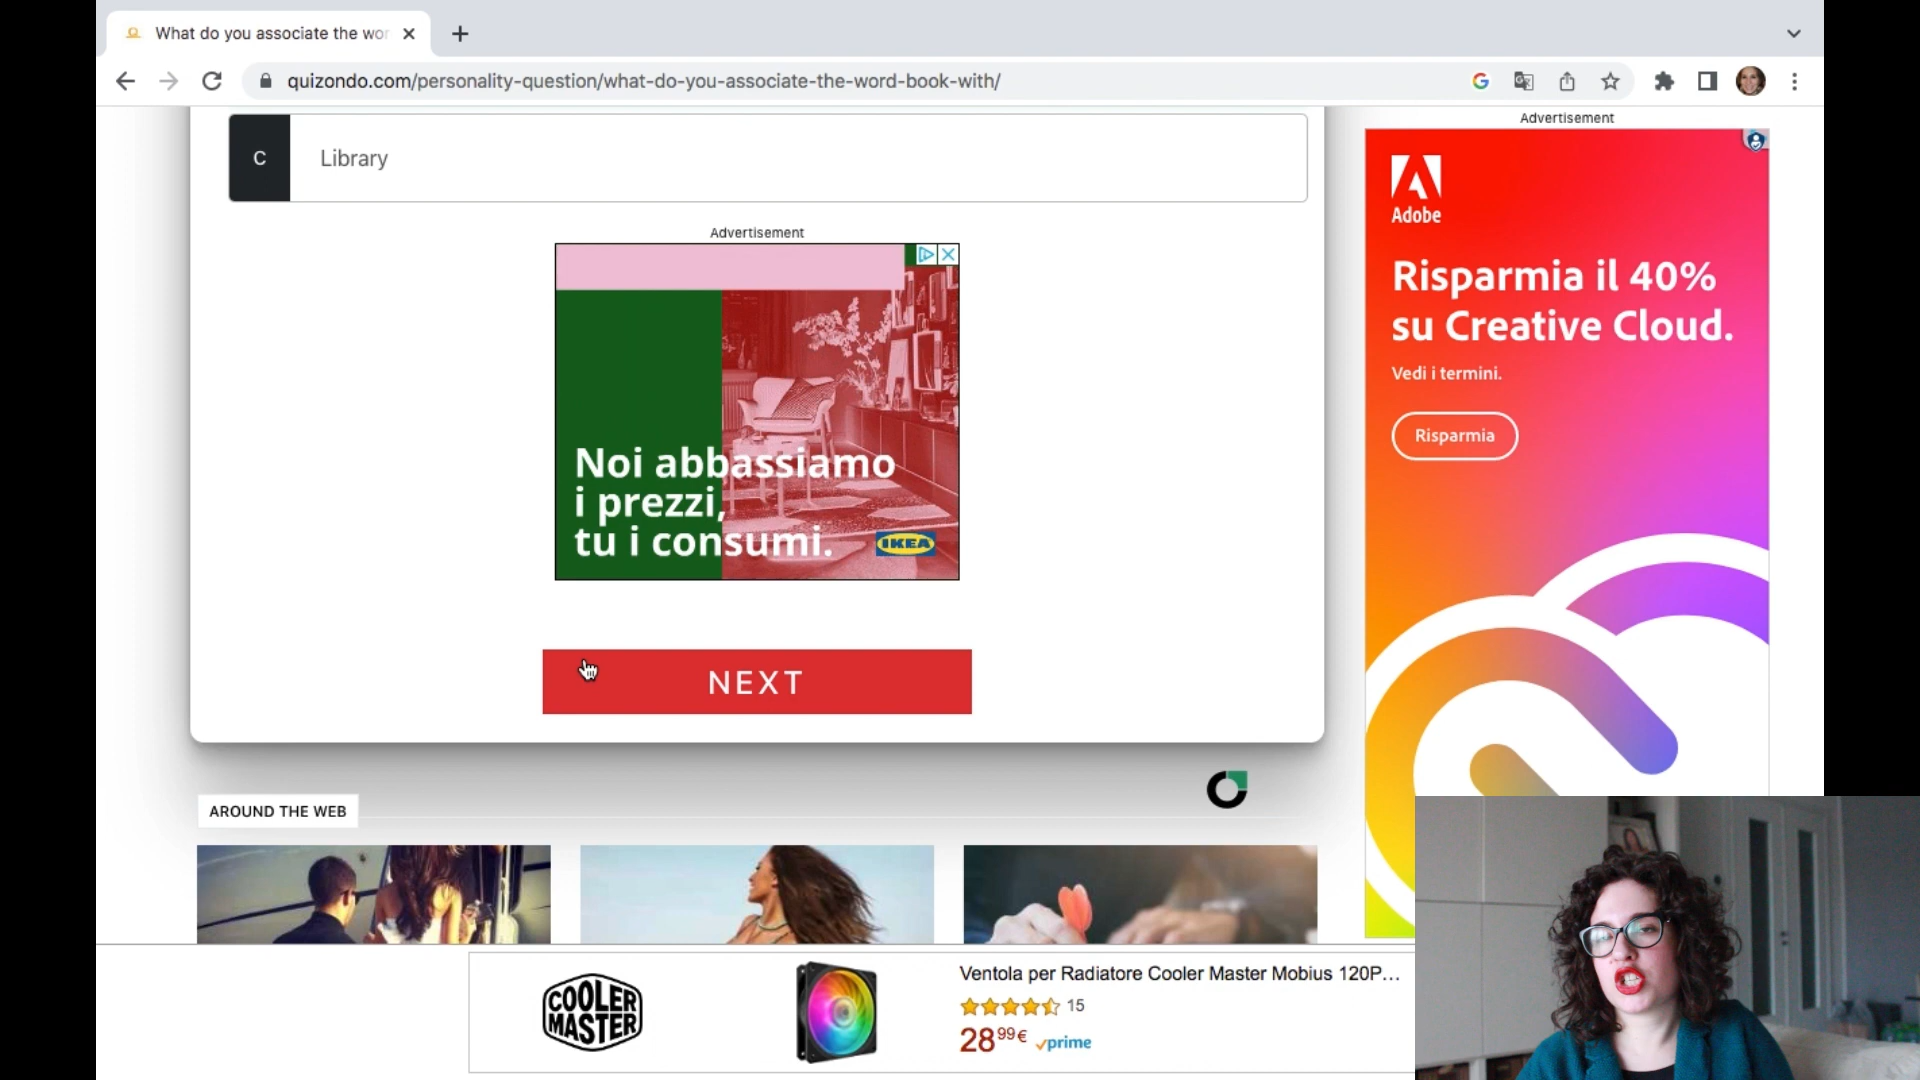 What do you associate the wor
quizondo.com/personality-question/what-do-you-associate-the-word-book-with/
C
Library
Advertisement
Noi abbassiamo
i prezzi,
tu i consumi.
IKEA
NEXT
Advertisement
Adobe
Risparmia il 40%
su Creative Cloud.
Vedi i termini.
Risparmia
AROUND THE WEB
COOLER
MASTER
Ventola per Radiatore Cooler Master Mobius 120P...
15
28⁹⁹€ prime